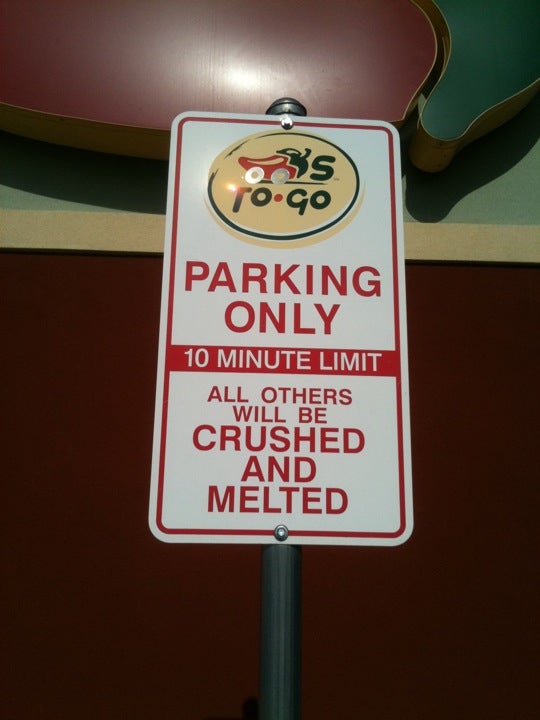 'S
TO•GO
PARKING
ONLY
10 MINUTE LIMIT
ALL OTHERS
WILL BE
CRUSHED
AND
MELTED